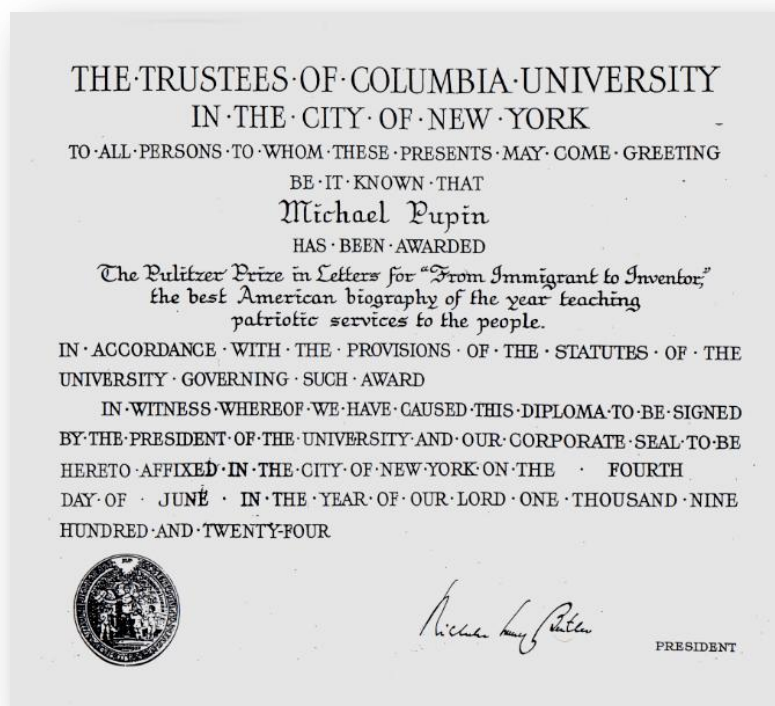 THE·TRUSTEES·OF·COLUMBIA·UNIVERSITY
IN·THE·CITY·OF·NEW·YORK
TO·ALL·PERSONS·TO·WHOM·THESE·PRESENTS·MAY·COME·GREETING
BE·IT·KNOWN·THAT
Michael Pupin
HAS·BEEN·AWARDED
The Pulitzer Prize in Letters for "From Immigrant to Inventor,"
the best American biography of the year teaching
patriotic services to the people.
IN·ACCORDANCE·WITH·THE·PROVISIONS·OF·THE·STATUTES·OF·THE
UNIVERSITY·GOVERNING·SUCH·AWARD
IN·WITNESS·WHEREOF·WE·HAVE·CAUSED·THIS·DIPLOMA·TO·BE·SIGNED
BY·THE·PRESIDENT·OF·THE·UNIVERSITY·AND·OUR·CORPORATE·SEAL·TO·BE
HERETO·AFFIXED·IN·THE·CITY·OF·NEW·YORK·ON·THE · FOURTH
DAY·OF · JUNE · IN·THE·YEAR·OF·OUR·LORD·ONE·THOUSAND·NINE
HUNDRED·AND·TWENTY-FOUR
Nicholas Murray Butler
PRESIDENT